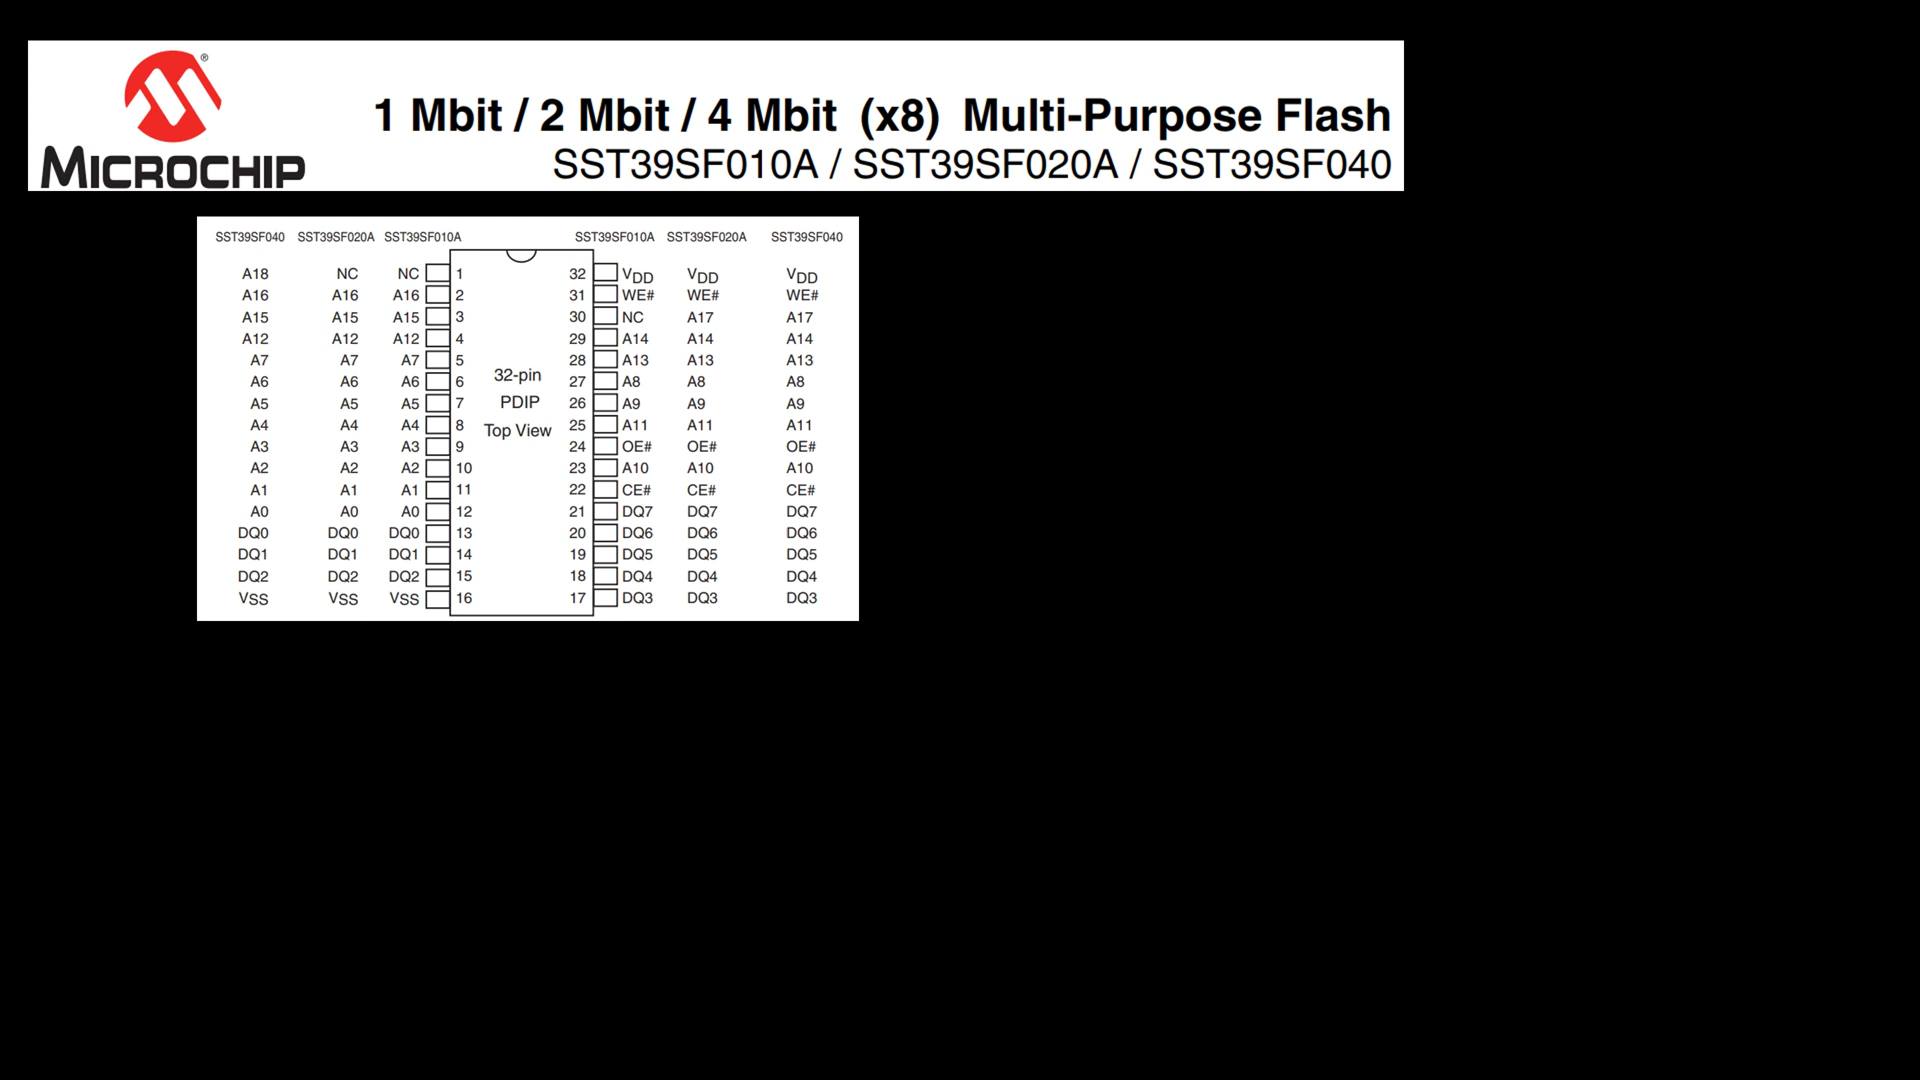 ®
MICROCHIP
1 Mbit / 2 Mbit / 4 Mbit (x8) Multi-Purpose Flash
SST39SF010A / SST39SF020A / SST39SF040
SST39SF040 SST39SF020A SST39SF010A SST39SF010A SST39SF020A SST39SF040
A18 NC NC 1 32 VDD VDD VDD
A16 A16 A16 2 31 WE# WE# WE#
A15 A15 A15 3 30 NC A17 A17
A12 A12 A12 4 29 A14 A14 A14
A7 A7 A7 5 28 A13 A13 A13
A6 A6 A6 6 27 A8 A8 A8
A5 A5 A5 7 26 A9 A9 A9
A4 A4 A4 8 25 A11 A11 A11
A3 A3 A3 9 24 OE# OE# OE#
A2 A2 A2 10 23 A10 A10 A10
A1 A1 A1 11 22 CE# CE# CE#
A0 A0 A0 12 21 DQ7 DQ7 DQ7
DQ0 DQ0 DQ0 13 20 DQ6 DQ6 DQ6
DQ1 DQ1 DQ1 14 19 DQ5 DQ5 DQ5
DQ2 DQ2 DQ2 15 18 DQ4 DQ4 DQ4
VSS VSS VSS 16 17 DQ3 DQ3 DQ3
32-pin
PDIP
Top View